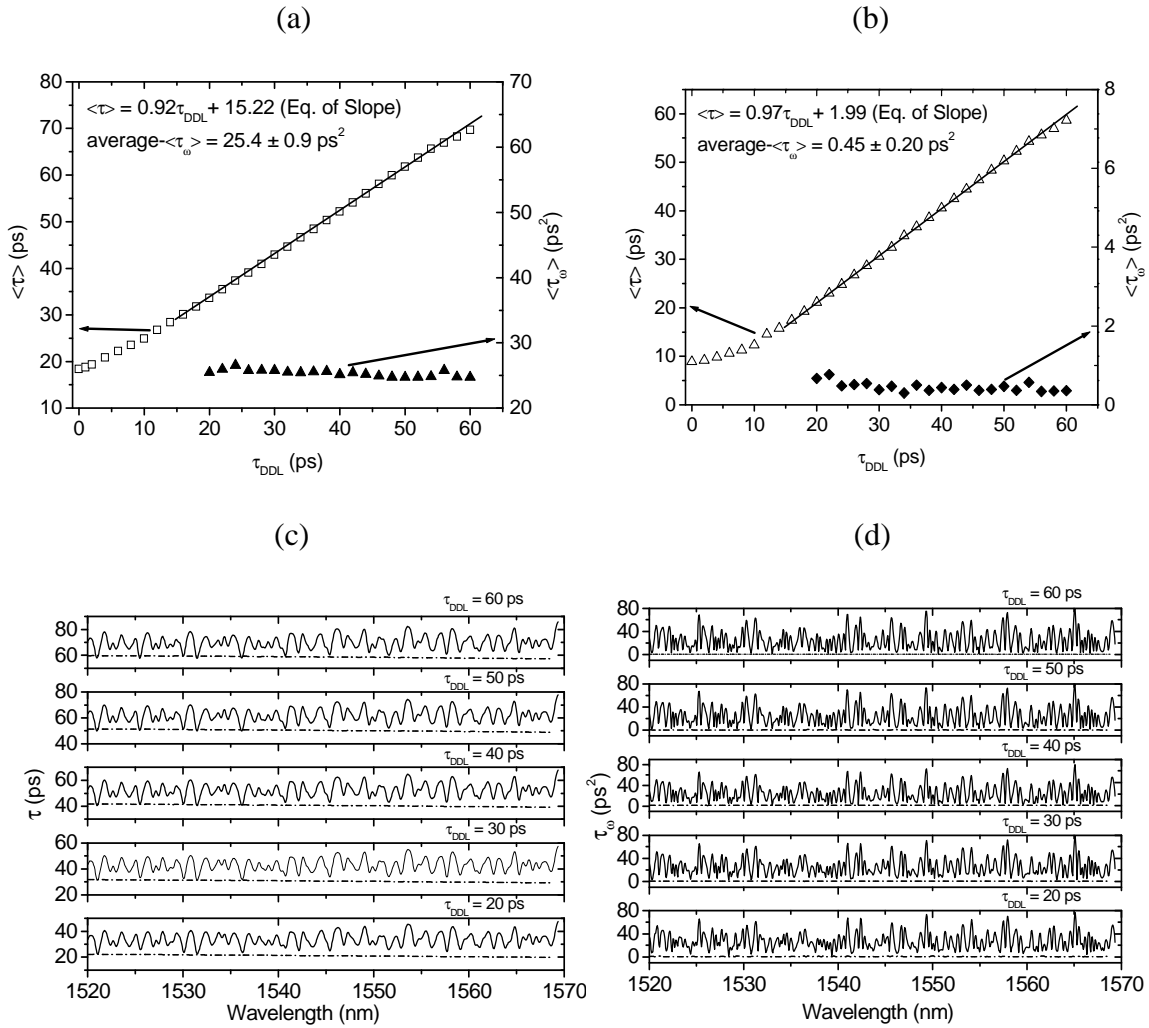 (a)
<τ> = 0.92τDDL + 15.22 (Eq. of Slope)
average-<τω> = 25.4 ± 0.9 ps²
80
70
60
50
40
30
20
10
<τ> (ps)
70
60
50
40
30
20
<τω> (ps²)
0 10 20 30 40 50 60
τDDL (ps)
(b)
<τ> = 0.97τDDL + 1.99 (Eq. of Slope)
average-<τω> = 0.45 ± 0.20 ps²
60
50
40
30
20
10
0
<τ> (ps)
8
7
6
5
4
3
2
1
0
<τω> (ps²)
0 10 20 30 40 50 60
τDDL (ps)
(c)
τDDL = 60 ps
80
60
τDDL = 50 ps
80
60
40
τDDL = 40 ps
60
40
τDDL = 30 ps
60
40
20
τDDL = 20 ps
40
20
τ (ps)
1520 1530 1540 1550 1560 1570
Wavelength (nm)
(d)
τDDL = 60 ps
80
40
0
τDDL = 50 ps
80
40
0
τDDL = 40 ps
80
40
0
τDDL = 30 ps
80
40
0
τDDL = 20 ps
80
40
0
τω (ps²)
1520 1530 1540 1550 1560 1570
Wavelength (nm)